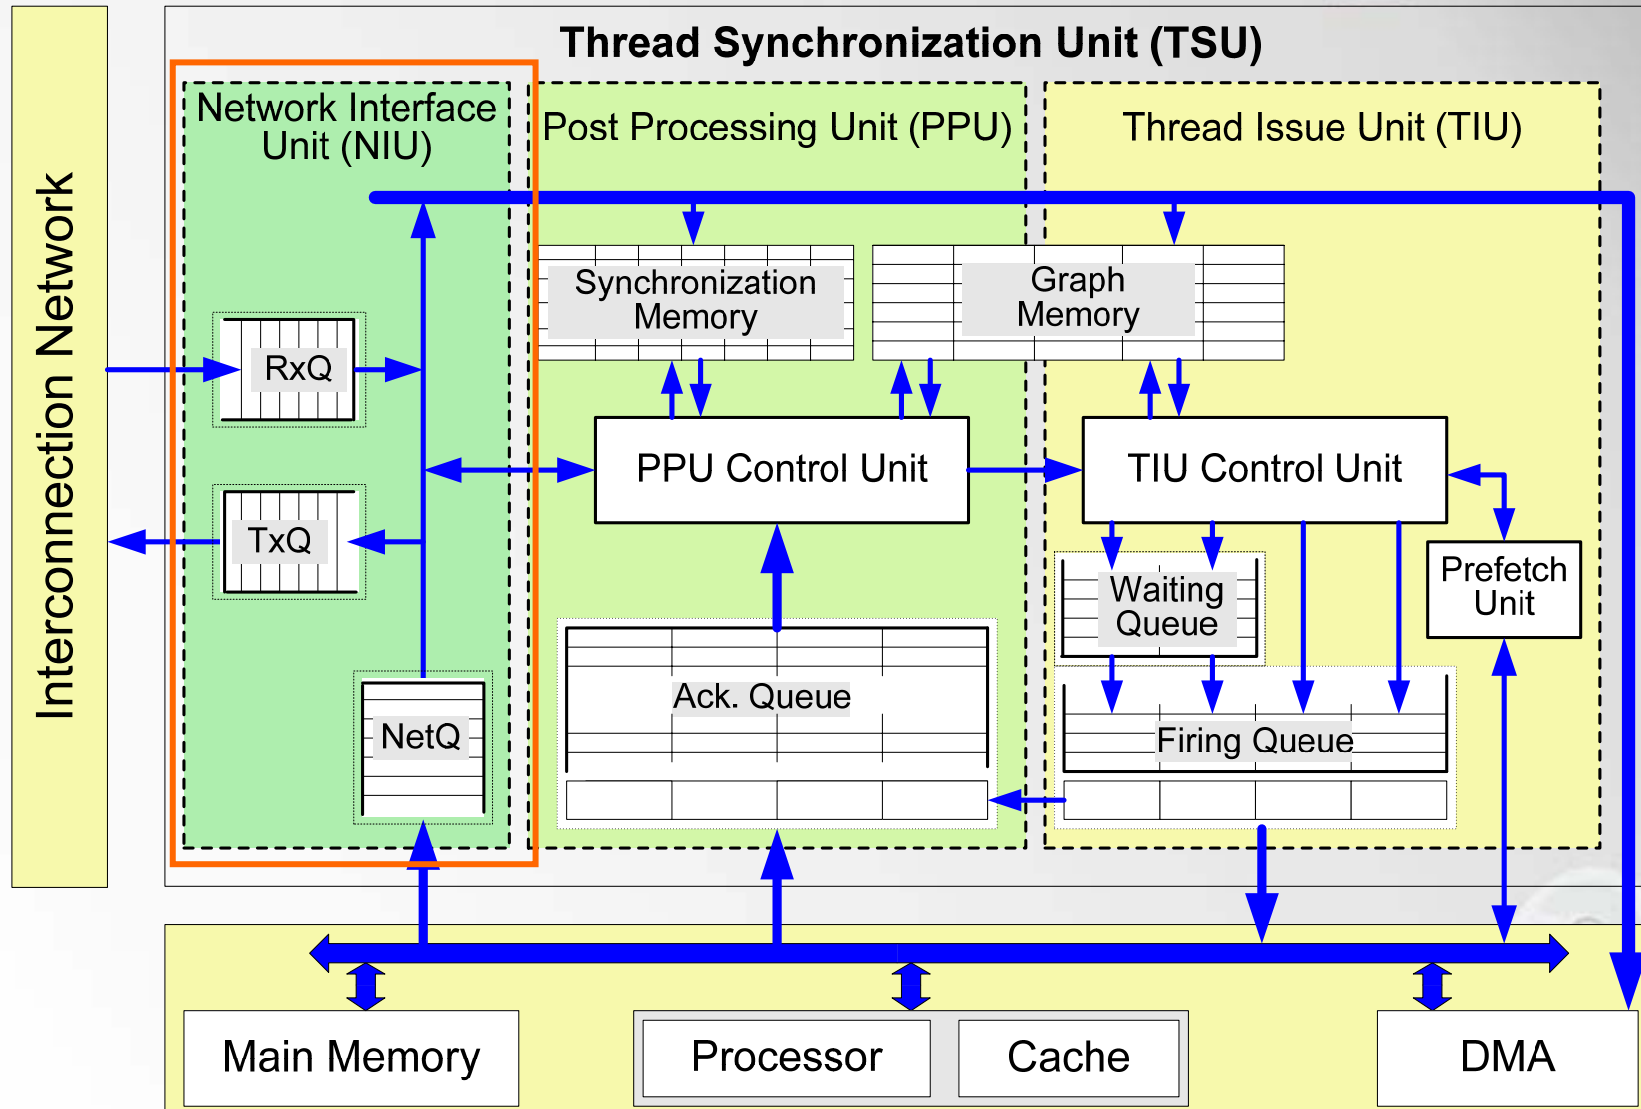 Thread Synchronization Unit (TSU)
Interconnection Network
Network Interface
Unit (NIU)
Post Processing Unit (PPU)
Thread Issue Unit (TIU)
Synchronization
Memory
Graph
Memory
RxQ
PPU Control Unit
TIU Control Unit
TxQ
Waiting
Queue
Prefetch
Unit
Ack. Queue
NetQ
Firing Queue
Main Memory
Processor
Cache
DMA